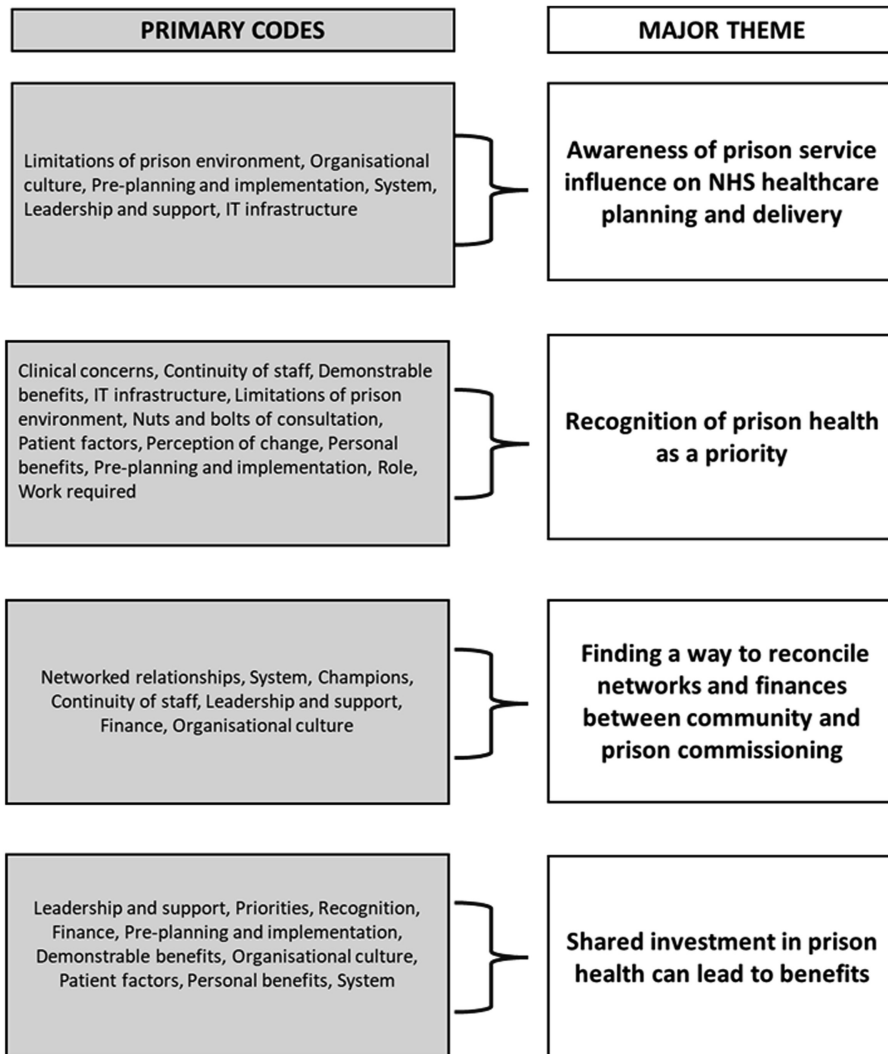 PRIMARY CODES
MAJOR THEME
Limitations of prison environment, Organisational
culture, Pre-planning and implementation, System,
Leadership and support, IT infrastructure
Awareness of prison service
influence on NHS healthcare
planning and delivery
Clinical concerns, Continuity of staff, Demonstrable
benefits, IT infrastructure, Limitations of prison
environment, Nuts and bolts of consultation,
Patient factors, Perception of change, Personal
benefits, Pre-planning and implementation, Role,
Work required
Recognition of prison health
as a priority
Networked relationships, System, Champions,
Continuity of staff, Leadership and support,
Finance, Organisational culture
Finding a way to reconcile
networks and finances
between community and
prison commissioning
Leadership and support, Priorities, Recognition,
Finance, Pre-planning and implementation,
Demonstrable benefits, Organisational culture,
Patient factors, Personal benefits, System
Shared investment in prison
health can lead to benefits